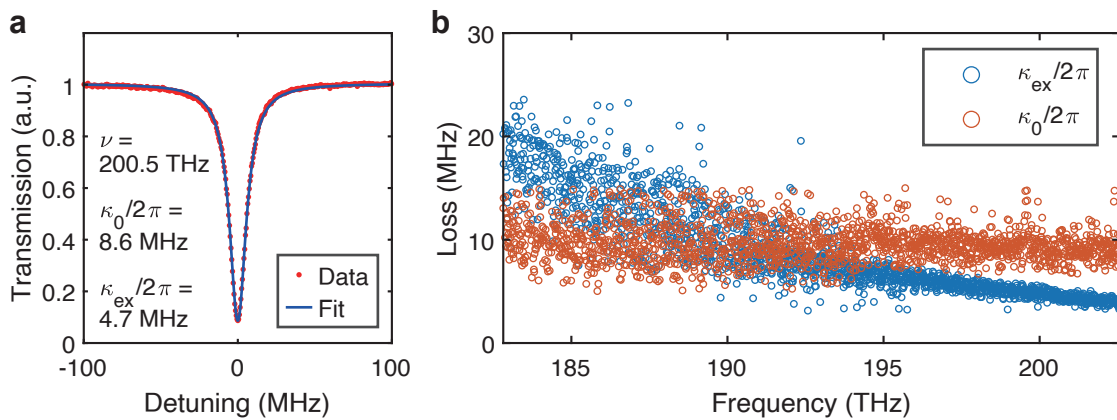 a
Transmission (a.u.)
1
0.8
0.6
0.4
0.2
0
-100
0
100
Detuning (MHz)
ν =
200.5 THz
κ0/2π =
8.6 MHz
κex/2π =
4.7 MHz
Data
Fit
b
Loss (MHz)
30
20
10
0
185
190
195
200
Frequency (THz)
κex/2π
κ0/2π